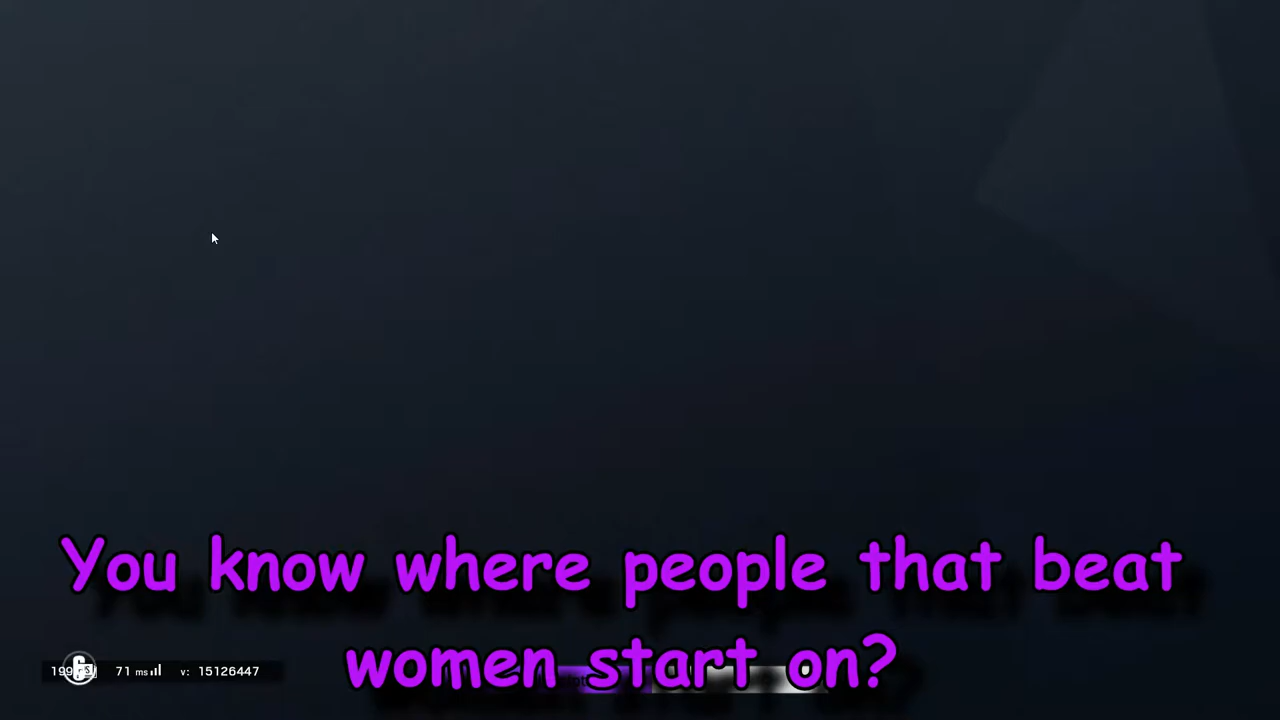 You know where people that beat
women start on?
71 ms v: 15126447